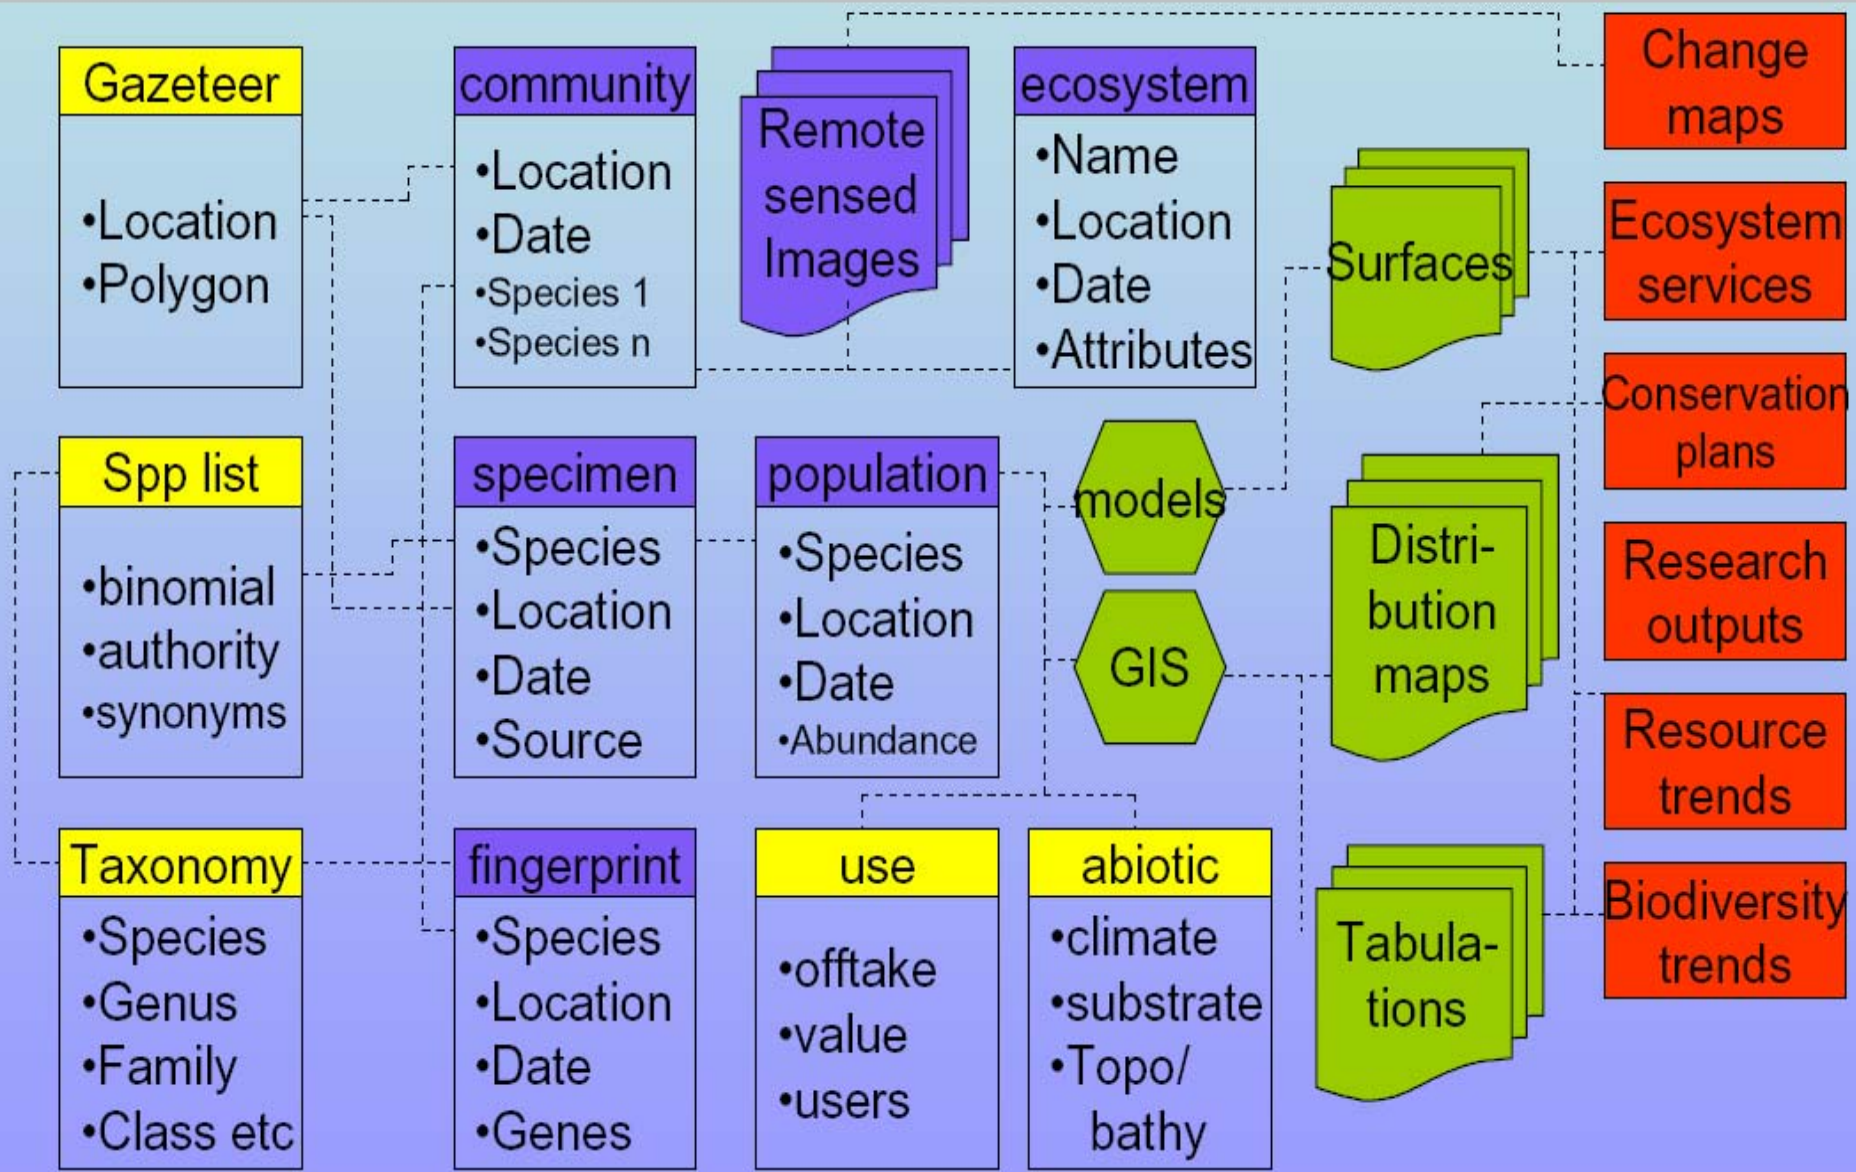 Gazeteer
•Location
•Polygon
community
•Location
•Date
•Species 1
•Species n
Remote
sensed
Images
ecosystem
•Name
•Location
•Date
•Attributes
Surfaces
Change
maps
Ecosystem
services
Conservation
plans
Spp list
•binomial
•authority
•synonyms
specimen
•Species
•Location
•Date
•Source
population
•Species
•Location
•Date
•Abundance
models
GIS
Distri-
bution
maps
Research
outputs
Resource
trends
Taxonomy
•Species
•Genus
•Family
•Class etc
fingerprint
•Species
•Location
•Date
•Genes
use
•offtake
•value
•users
abiotic
•climate
•substrate
•Topo/
bathy
Tabula-
tions
Biodiversity
trends